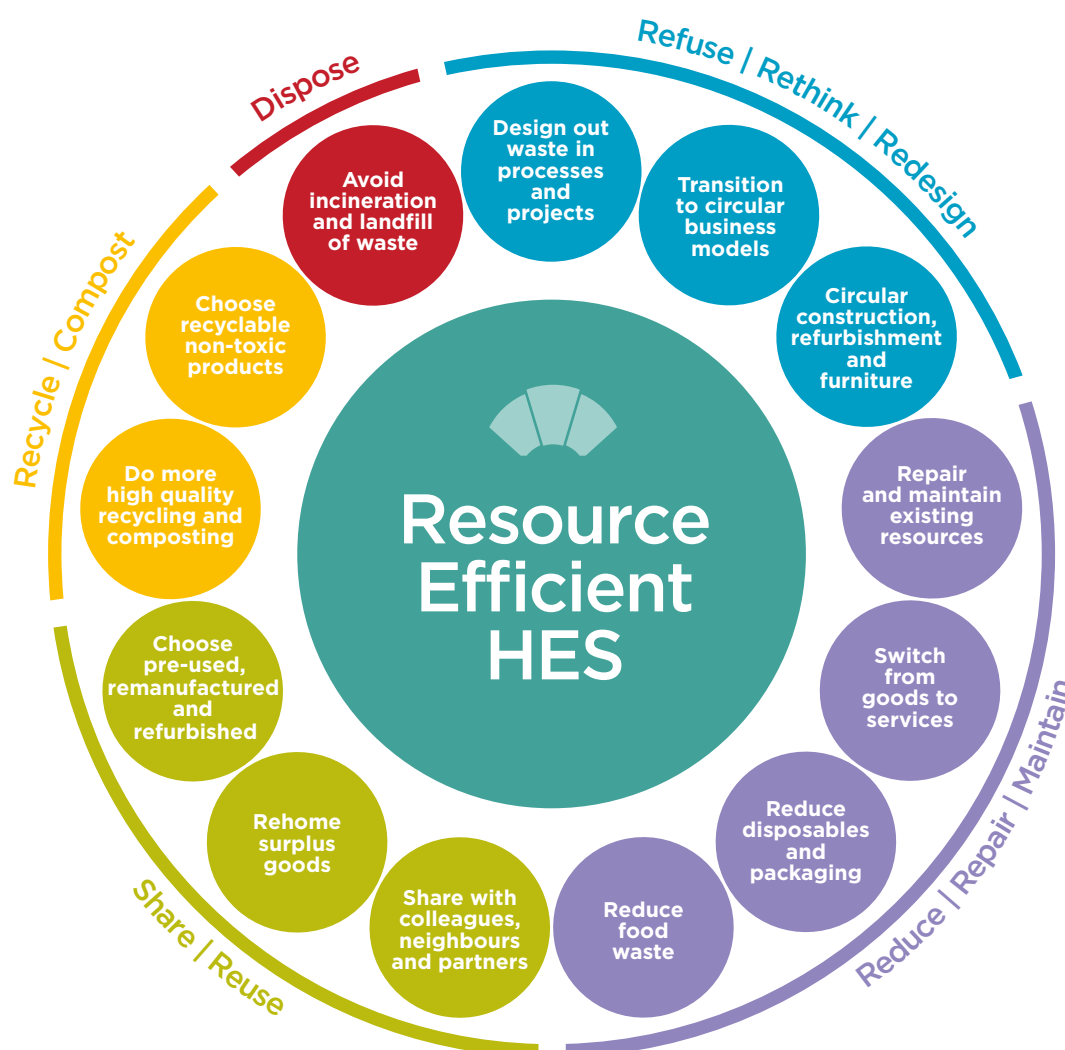 Refuse | Rethink | Redesign
Design out
waste in
processes
and
projects
Transition
to circular
business
models
Circular
construction,
refurbishment
and
furniture
Reduce | Repair | Maintain
Repair
and maintain
existing
resources
Switch
from
goods to
services
Reduce
disposables
and
packaging
Reduce
food
waste
Share | Reuse
Share with
colleagues,
neighbours
and partners
Rehome
surplus
goods
Choose
pre-used,
remanufactured
and
refurbished
Recycle | Compost
Do more
high quality
recycling and
composting
Choose
recyclable
non-toxic
products
Dispose
Avoid
incineration
and landfill
of waste
Resource
Efficient
HES